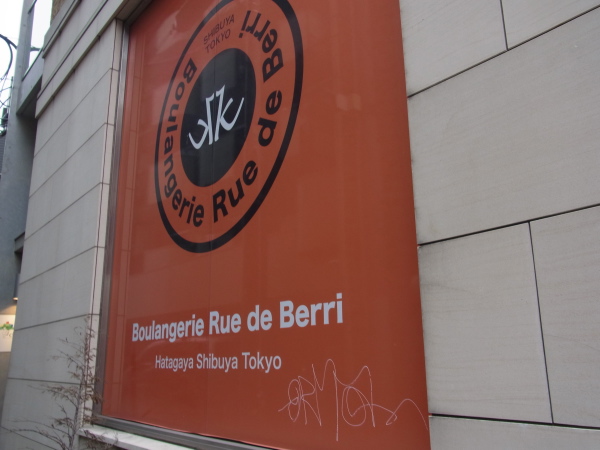 SHIBUYA
TOKYO
Boulangerie Rue de Berri
Boulangerie Rue de Berri
Hatagaya Shibuya Tokyo